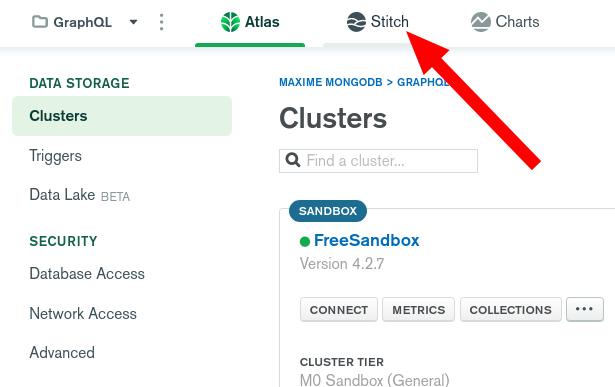 GraphQL Atlas Stitch Charts
DATA STORAGE
Clusters
Triggers
Data Lake BETA
SECURITY
Database Access
Network Access
Advanced
MAXIME MONGODB > GRAPHQL
Clusters
Find a cluster...
SANDBOX
FreeSandbox
Version 4.2.7
CONNECT METRICS COLLECTIONS ...
CLUSTER TIER
M0 Sandbox (General)